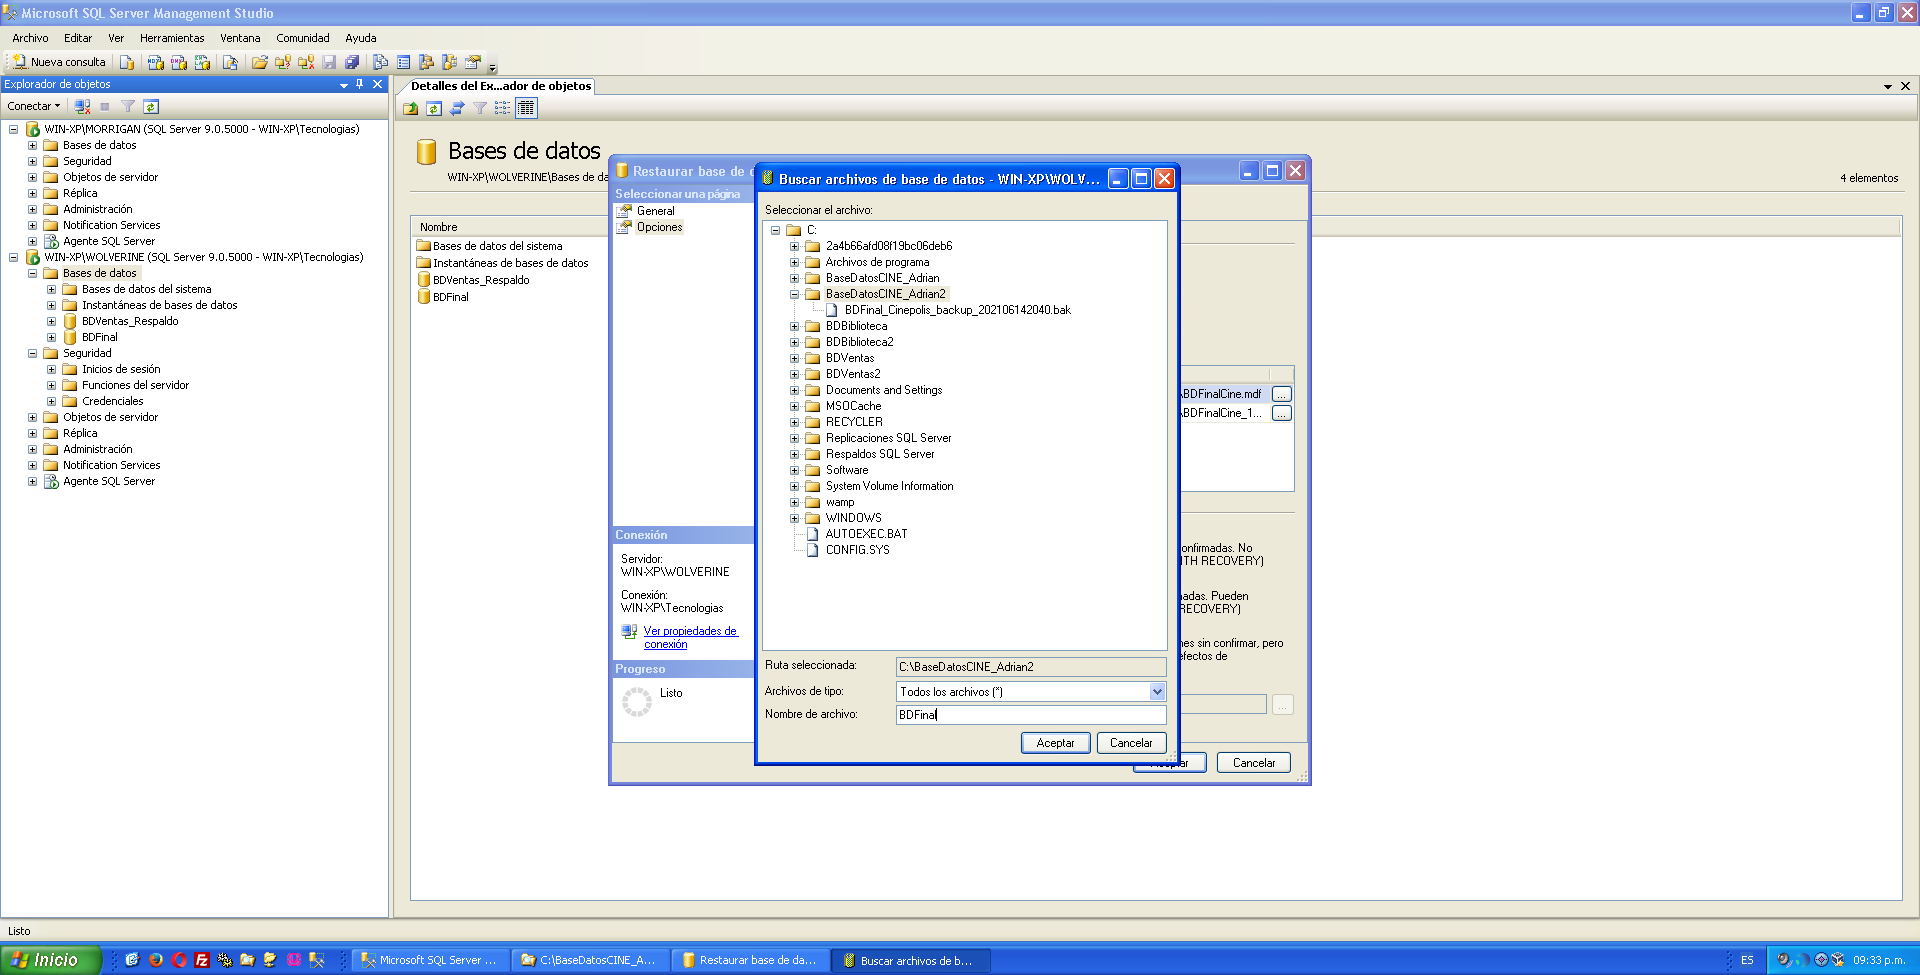 Microsoft SQL Server Management Studio
Archivo Editar Ver Herramientas Ventana Comunidad Ayuda
Nueva consulta
Explorador de objetos
Conectar
WIN-XP\MORRIGAN (SQL Server 9.0.5000 - WIN-XP\Tecnologias)
Bases de datos
Seguridad
Objetos de servidor
Réplica
Administración
Notification Services
Agente SQL Server
WIN-XP\WOLVERINE (SQL Server 9.0.5000 - WIN-XP\Tecnologias)
Bases de datos
Bases de datos del sistema
Instantáneas de bases de datos
BDVentas_Respaldo
BDFinal
Seguridad
Inicios de sesión
Funciones del servidor
Credenciales
Objetos de servidor
Réplica
Administración
Notification Services
Agente SQL Server
Detalles del Ex...ador de objetos
Bases de datos
WIN-XP\WOLVERINE\Bases de da
4 elementos
Nombre
Bases de datos del sistema
Instantáneas de bases de datos
BDVentas_Respaldo
BDFinal
Restaurar base de d
Seleccionar una página
General
Opciones
Conexión
Servidor:
WIN-XP\WOLVERINE
Conexión:
WIN-XP\Tecnologias
Ver propiedades de
conexión
Progreso
Listo
\BDFinalCine.mdf ...
\BDFinalCine_1... ...
onfirmadas. No
ITH RECOVERY)
adas. Pueden
RECOVERY)
nes sin confirmar, pero
efectos de
...
Cancelar
Buscar archivos de base de datos - WIN-XP\WOLV...
Seleccionar el archivo:
C:
2a4b66afd08f19bc06deb6
Archivos de programa
BaseDatosCINE_Adrian
BaseDatosCINE_Adrian2
BDFinal_Cinepolis_backup_202106142040.bak
BDBiblioteca
BDBiblioteca2
BDVentas
BDVentas2
Documents and Settings
MSOCache
RECYCLER
Replicaciones SQL Server
Respaldos SQL Server
Software
System Volume Information
wamp
WINDOWS
AUTOEXEC.BAT
CONFIG.SYS
Ruta seleccionada: C:\BaseDatosCINE_Adrian2
Archivos de tipo: Todos los archivos (*)
Nombre de archivo: BDFinal
Aceptar Cancelar
Listo
Inicio
Microsoft SQL Server ...
C:\BaseDatosCINE_A...
Restaurar base de da...
Buscar archivos de b...
ES
09:33 p.m.